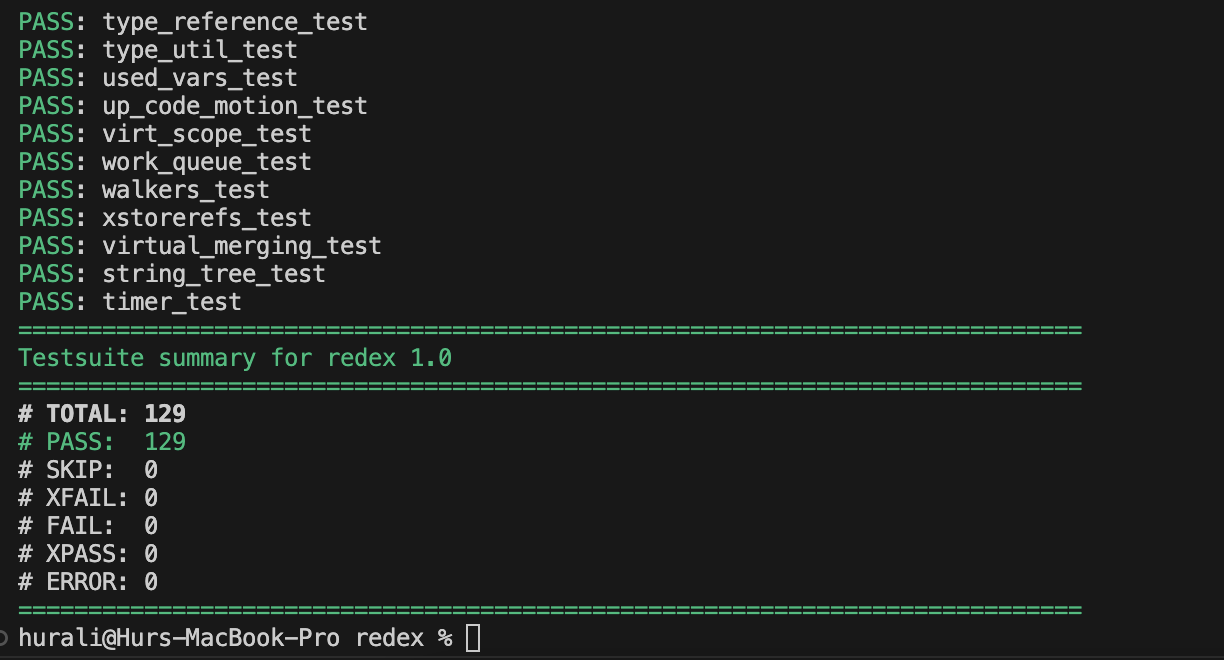 PASS: type_reference_test
PASS: type_util_test
PASS: used_vars_test
PASS: up_code_motion_test
PASS: virt_scope_test
PASS: work_queue_test
PASS: walkers_test
PASS: xstorerefs_test
PASS: virtual_merging_test
PASS: string_tree_test
PASS: timer_test
============================================================================
Testsuite summary for redex 1.0
============================================================================
# TOTAL: 129
# PASS:  129
# SKIP:  0
# XFAIL: 0
# FAIL:  0
# XPASS: 0
# ERROR: 0
============================================================================
hurali@Hurs-MacBook-Pro redex %